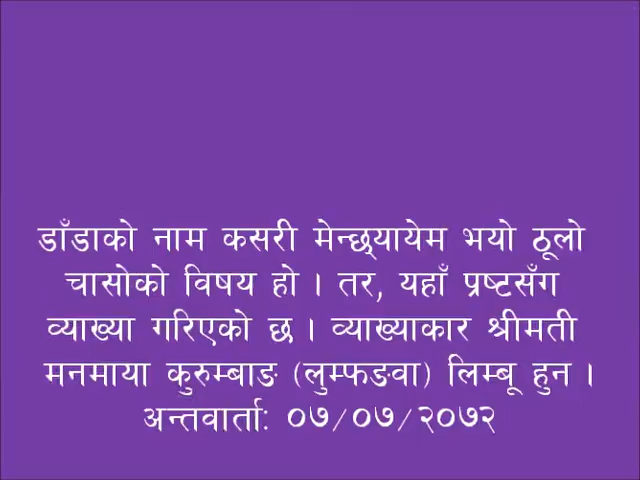 डाँडाको नाम कसरी मेन्छ्यायेम भयो ठूलो
चासोको विषय हो । तर, यहाँ प्रष्टसँग
व्याख्या गरिएको छ । व्याख्याकार श्रीमती
मनमाया कुरुम्बाङ (लुम्फङवा) लिम्बू हुन ।
अन्तवार्ताः ०७/०७/२०७२